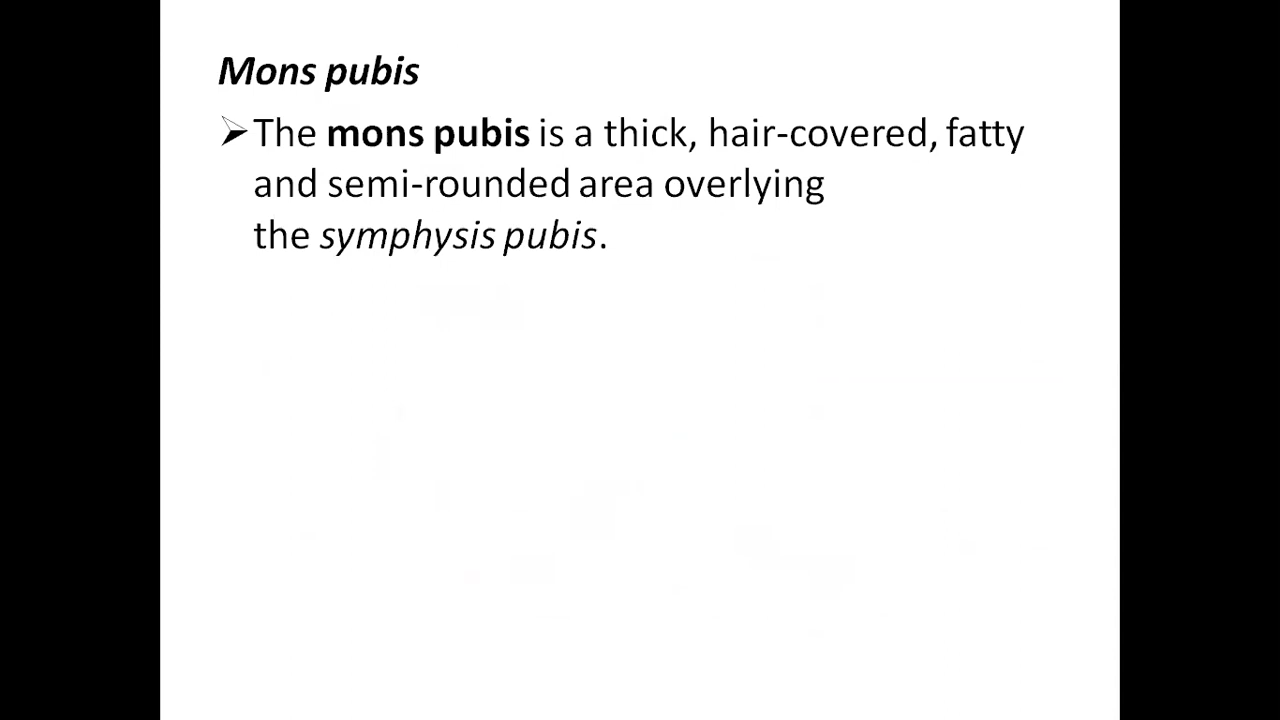 Mons pubis
➢The mons pubis is a thick, hair-covered, fatty
and semi-rounded area overlying
the symphysis pubis.